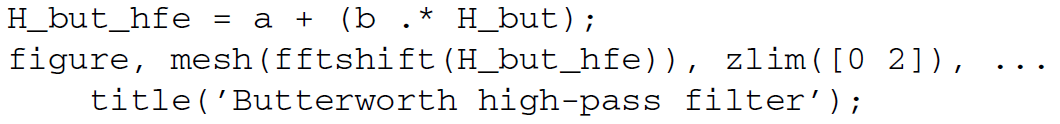 H_but_hfe = a + (b .* H_but);
figure, mesh(fftshift(H_but_hfe)), zlim([0 2]), ...
title(’Butterworth high-pass filter’);